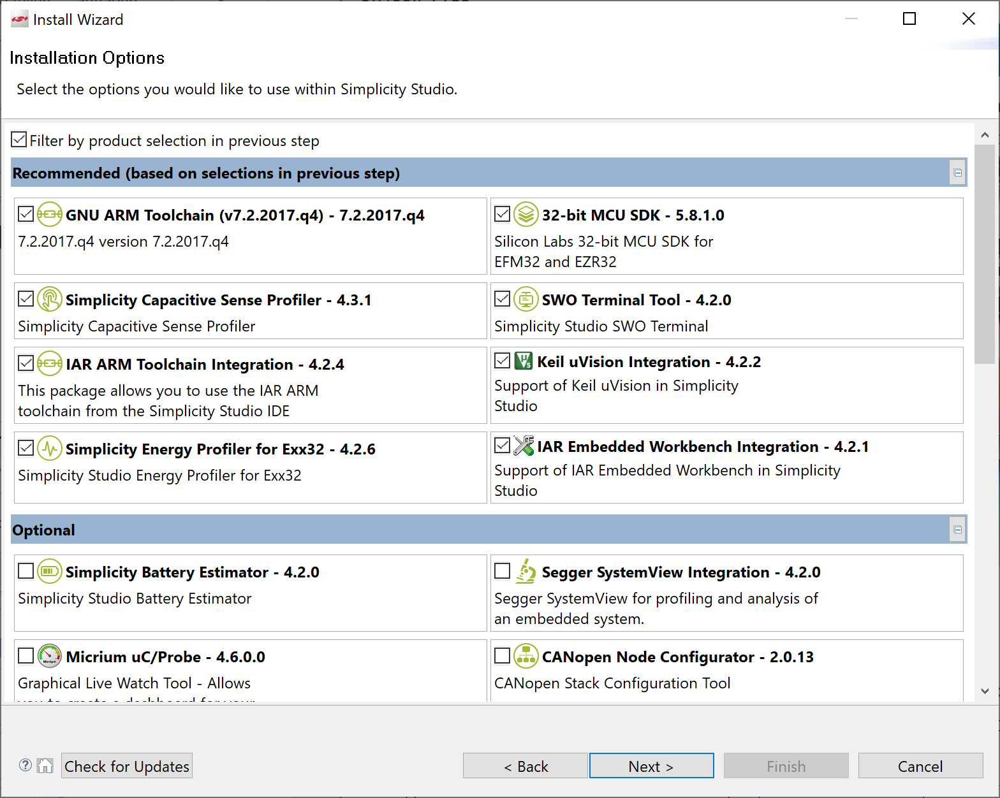 Install Wizard
Installation Options
Select the options you would like to use within Simplicity Studio.
Filter by product selection in previous step
Recommended (based on selections in previous step)
GNU ARM Toolchain (v7.2.2017.q4) - 7.2.2017.q4
7.2.2017.q4 version 7.2.2017.q4
32-bit MCU SDK - 5.8.1.0
Silicon Labs 32-bit MCU SDK for
EFM32 and EZR32
Simplicity Capacitive Sense Profiler - 4.3.1
Simplicity Capacitive Sense Profiler
SWO Terminal Tool - 4.2.0
Simplicity Studio SWO Terminal
IAR ARM Toolchain Integration - 4.2.4
This package allows you to use the IAR ARM
toolchain from the Simplicity Studio IDE
Keil uVision Integration - 4.2.2
Support of Keil uVision in Simplicity
Studio
Simplicity Energy Profiler for Exx32 - 4.2.6
Simplicity Studio Energy Profiler for Exx32
IAR Embedded Workbench Integration - 4.2.1
Support of IAR Embedded Workbench in Simplicity
Studio
Optional
Simplicity Battery Estimator - 4.2.0
Simplicity Studio Battery Estimator
Segger SystemView Integration - 4.2.0
Segger SystemView for profiling and analysis of
an embedded system.
Micrium uC/Probe - 4.6.0.0
Graphical Live Watch Tool - Allows
you to create a dashboard for your
CANopen Node Configurator - 2.0.13
CANopen Stack Configuration Tool
Check for Updates
< Back
Next >
Finish
Cancel